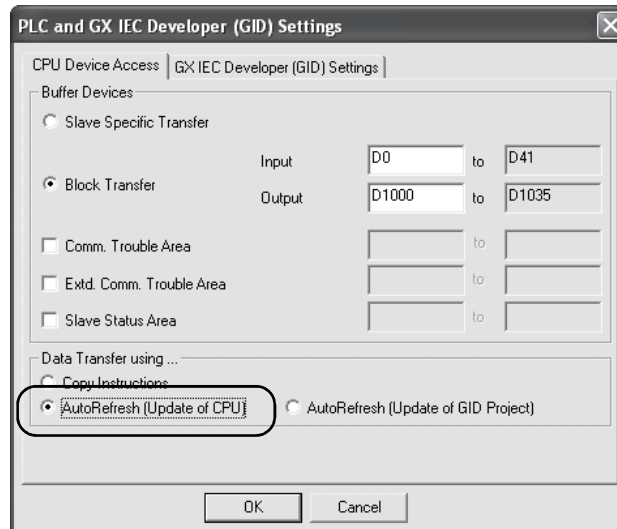 PLC and GX IEC Developer (GID) Settings
CPU Device Access GX IEC Developer (GID) Settings
Buffer Devices
Slave Specific Transfer
Input D0 to D41
Block Transfer
Output D1000 to D1035
Comm. Trouble Area to
Extd. Comm. Trouble Area to
Slave Status Area to
Data Transfer using ...
Copy Instructions
AutoRefresh (Update of CPU) AutoRefresh (Update of GID Project)
OK Cancel